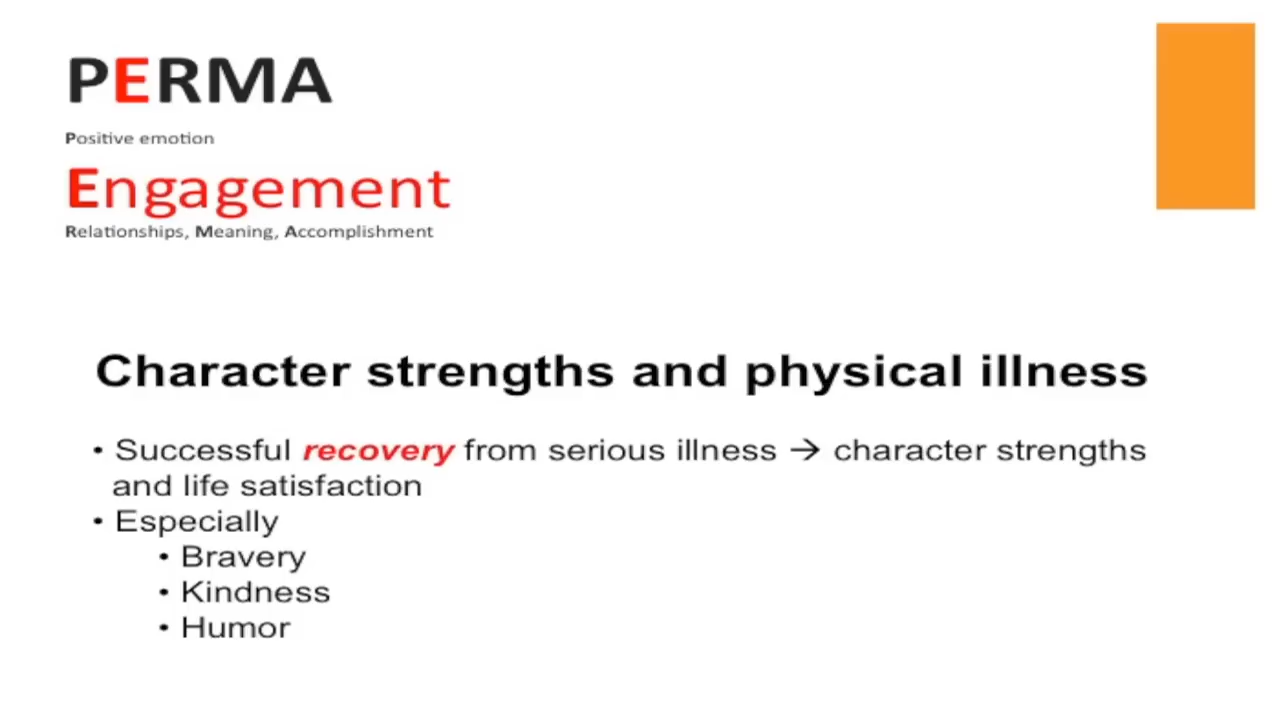 PERMA
Positive emotion
Engagement
Relationships, Meaning, Accomplishment
Character strengths and physical illness
• Successful recovery from serious illness → character strengths
and life satisfaction
• Especially
• Bravery
• Kindness
• Humor